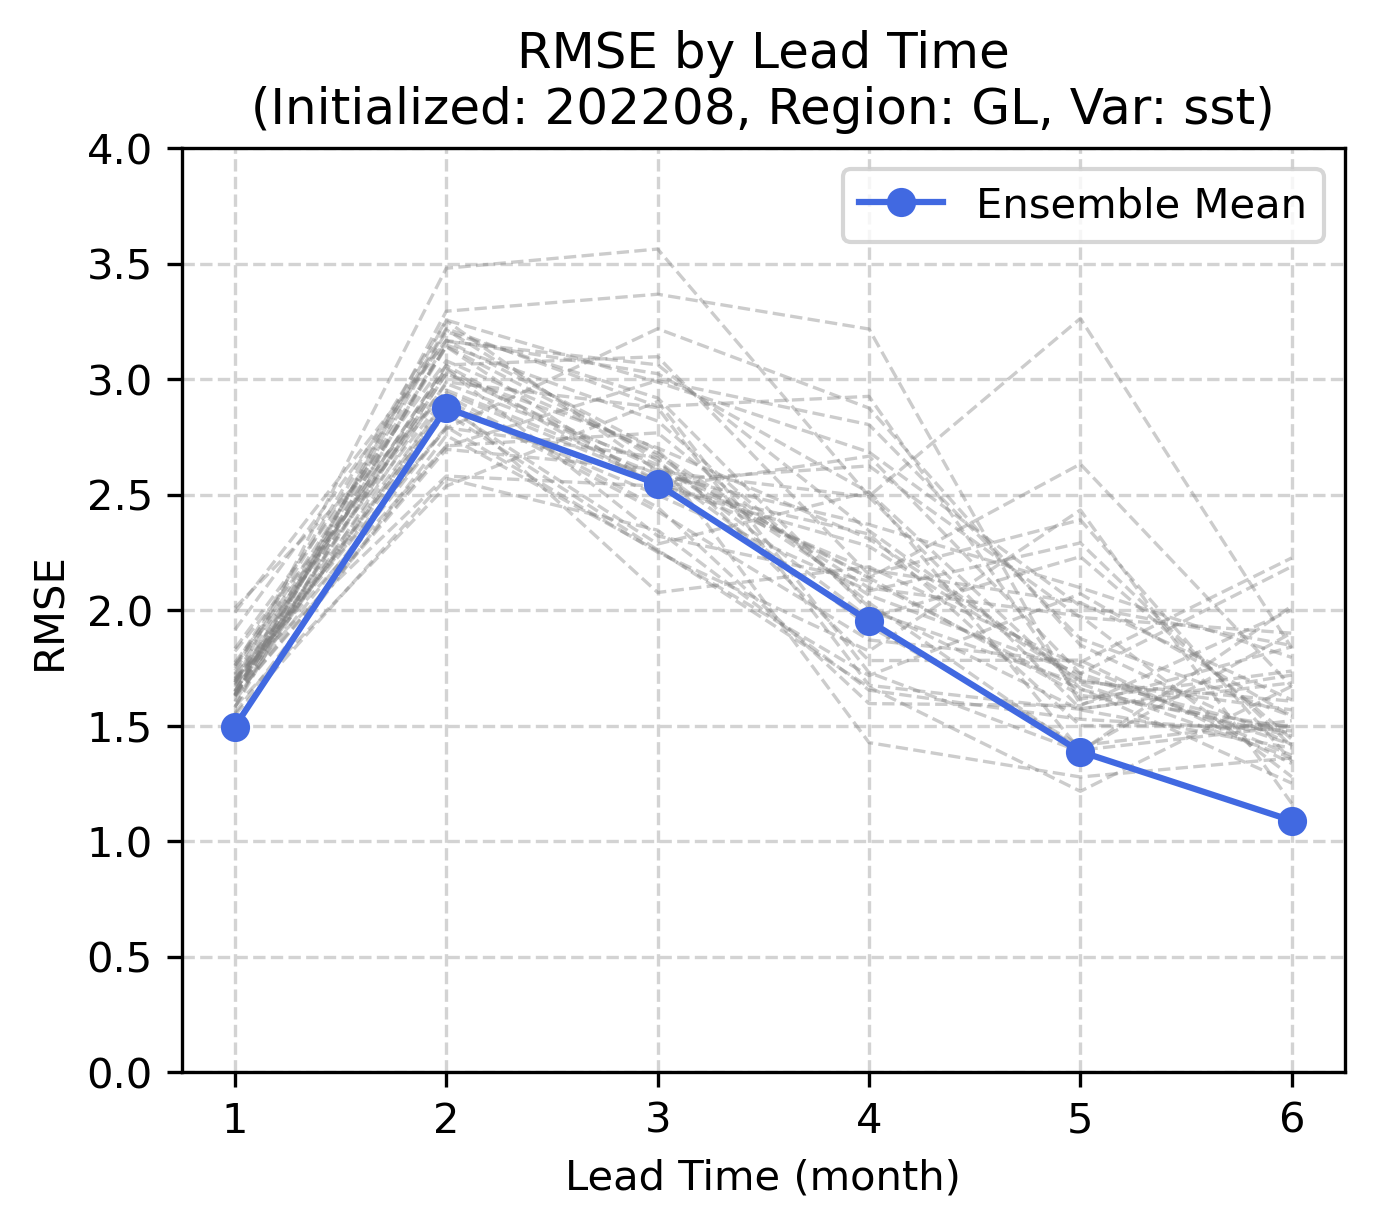 RMSE by Lead Time
(Initialized: 202208, Region: GL, Var: sst)
Ensemble Mean
RMSE
4.0
3.5
3.0
2.5
2.0
1.5
1.0
0.5
0.0
1 2 3 4 5 6
Lead Time (month)